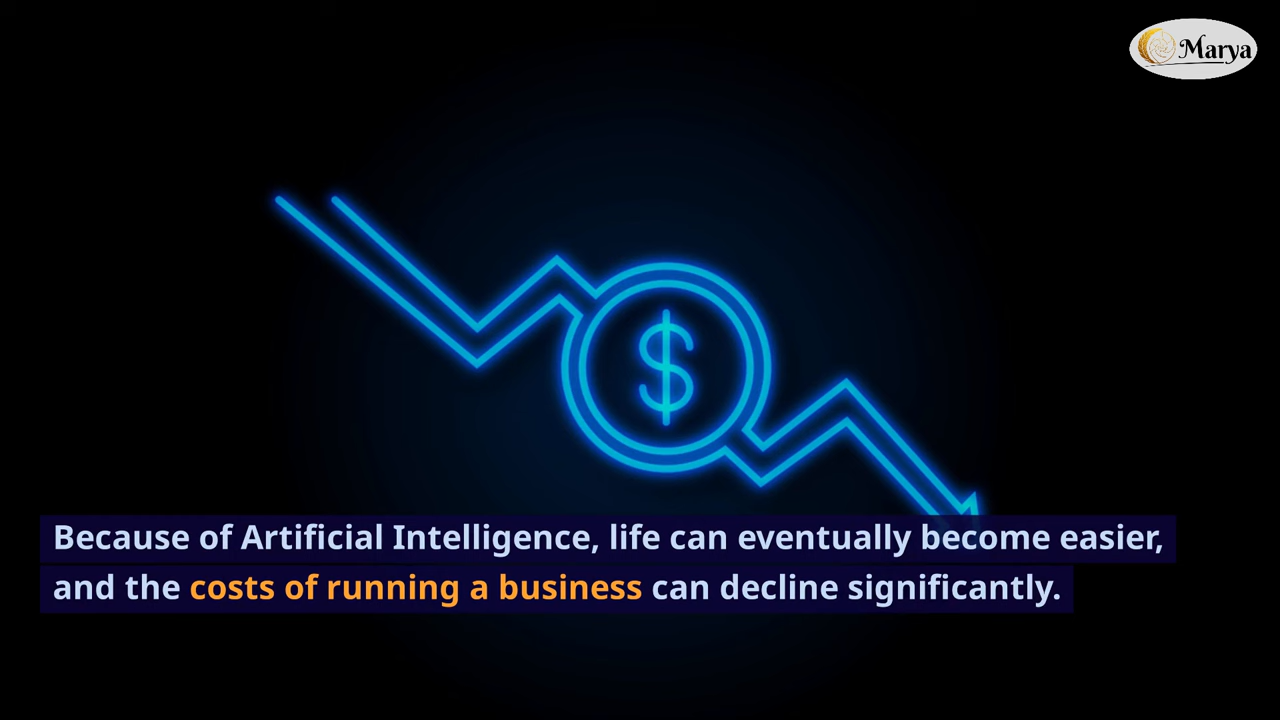 Marya
$
Because of Artificial Intelligence, life can eventually become easier,
and the costs of running a business can decline significantly.